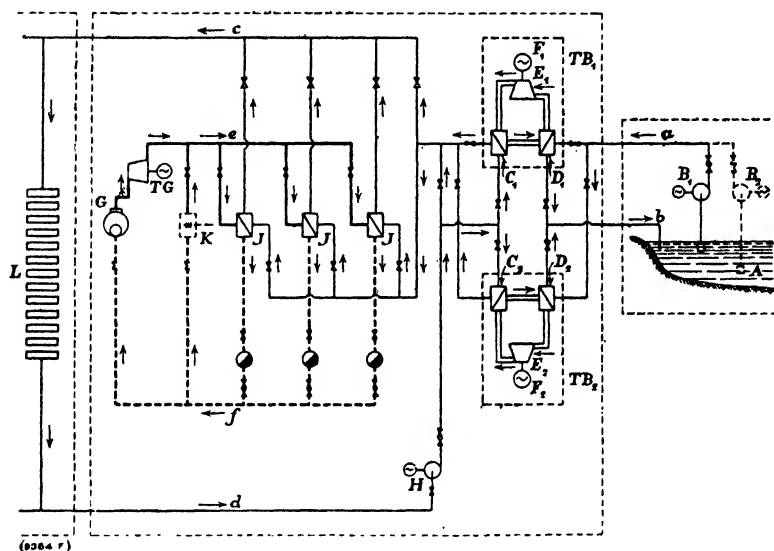 c
F₁
E₁
TB₁
e
a
G
TG
C₁
D₁
B₁
B₂
K
J
J
J
b
L
C₂
D₂
A
E₂
F₂
TB₂
f
H
d
(9364 F)